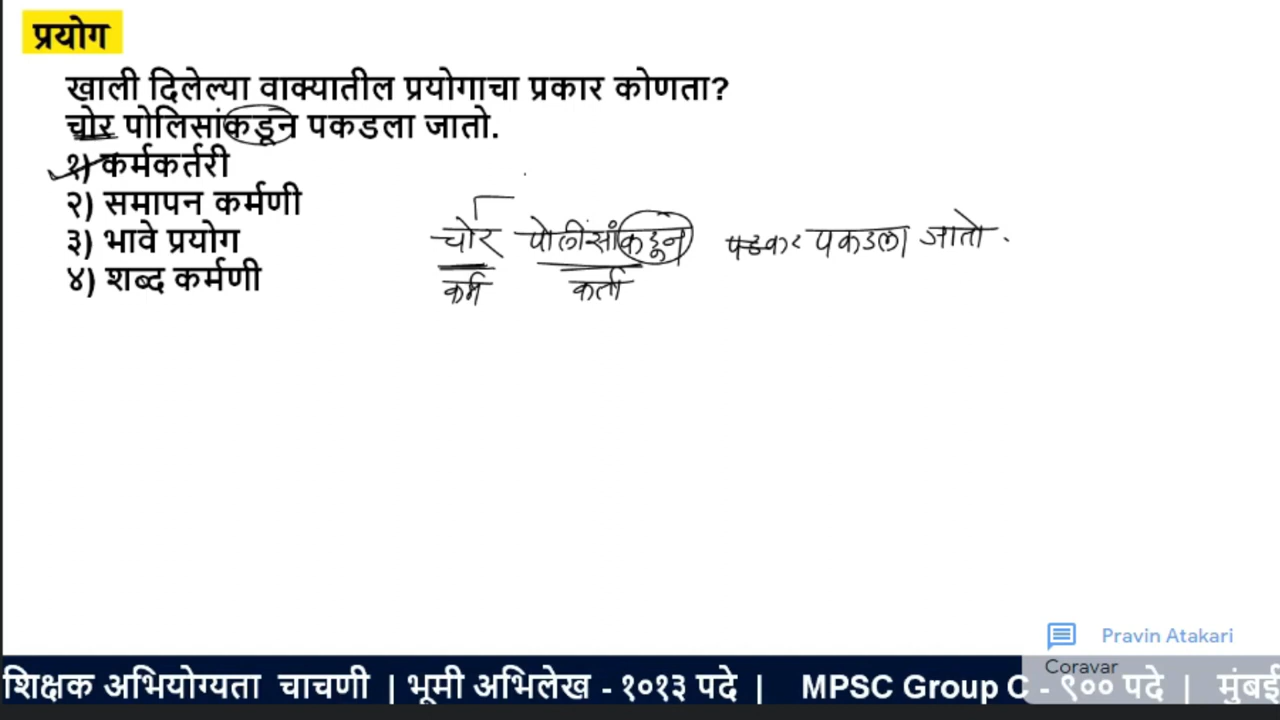 प्रयोग
खाली दिलेल्या वाक्यातील प्रयोगाचा प्रकार कोणता?
चोर पोलिसांकडून पकडला जातो.
१) कर्मकर्तरी
२) समापन कर्मणी
३) भावे प्रयोग
४) शब्द कर्मणी
चोर पोलींसांकडून पकडला जातो.
कर्म कर्ता
Pravin Atakari
Coravar
शिक्षक अभियोग्यता चाचणी | भूमी अभिलेख - १०१३ पदे | MPSC Group C - ९०० पदे | मुंबई